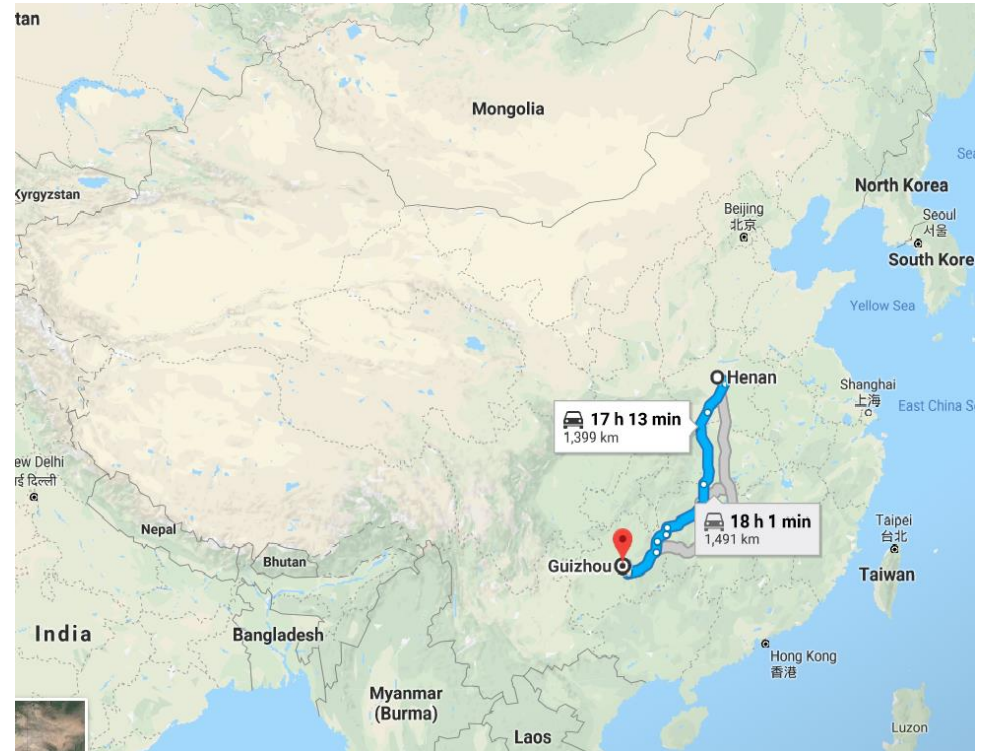 tan
Mongolia
Kyrgyzstan
North Korea
Beijing
北京
Seoul
서울
South Kore
Yellow Sea
Henan
Shanghai
上海
East China S
17 h 13 min
1,399 km
ew Delhi
18 h 1 min
1,491 km
Nepal
Taipei
台北
Bhutan
Guizhou
Taiwan
India
Bangladesh
Hong Kong
香港
Myanmar
(Burma)
Luzon
Laos